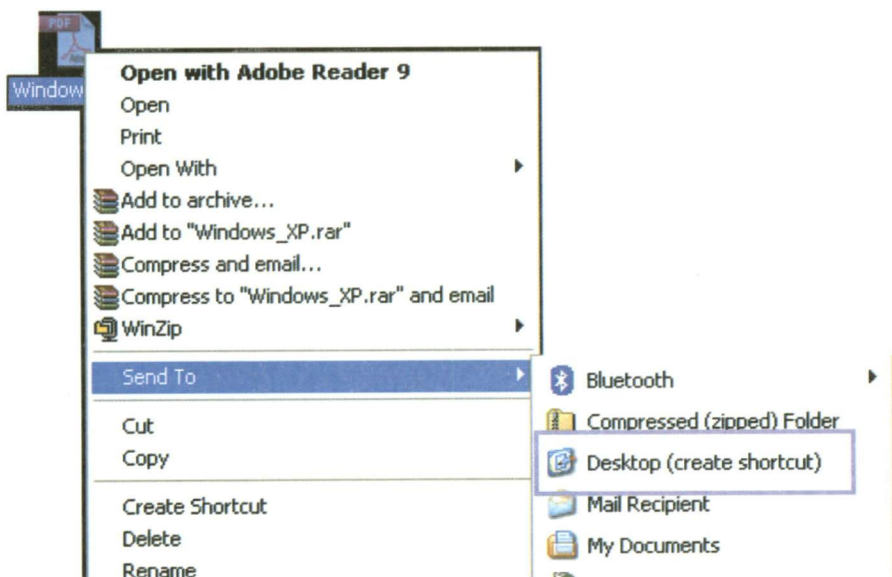 PDF
Window
Open with Adobe Reader 9
Open
Print
Open With
Add to archive...
Add to "Windows_XP.rar"
Compress and email...
Compress to "Windows_XP.rar" and email
WinZip
Send To
Cut
Copy
Create Shortcut
Delete
Rename
Bluetooth
Compressed (zipped) Folder
Desktop (create shortcut)
Mail Recipient
My Documents